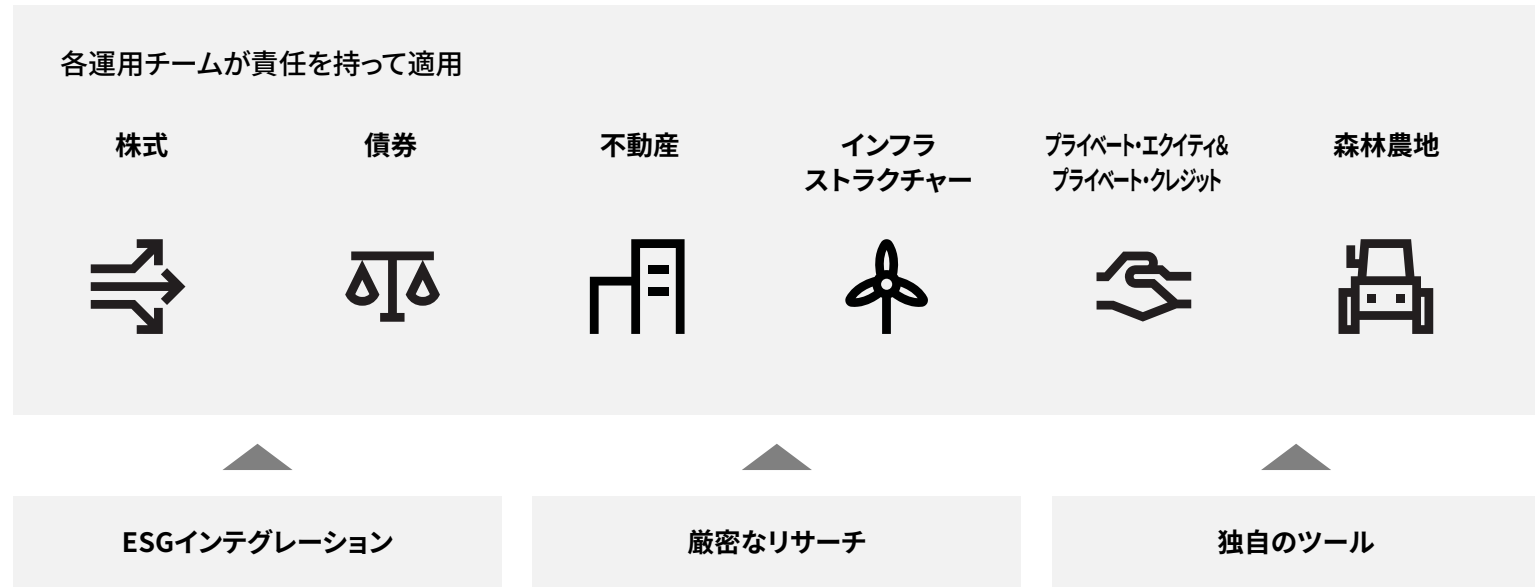 各運用チームが責任を持って適用
株式
債券
不動産
インフラ
ストラクチャー
プライベート・エクイティ&
プライベート・クレジット
森林農地
ESGインテグレーション
厳密なリサーチ
独自のツール